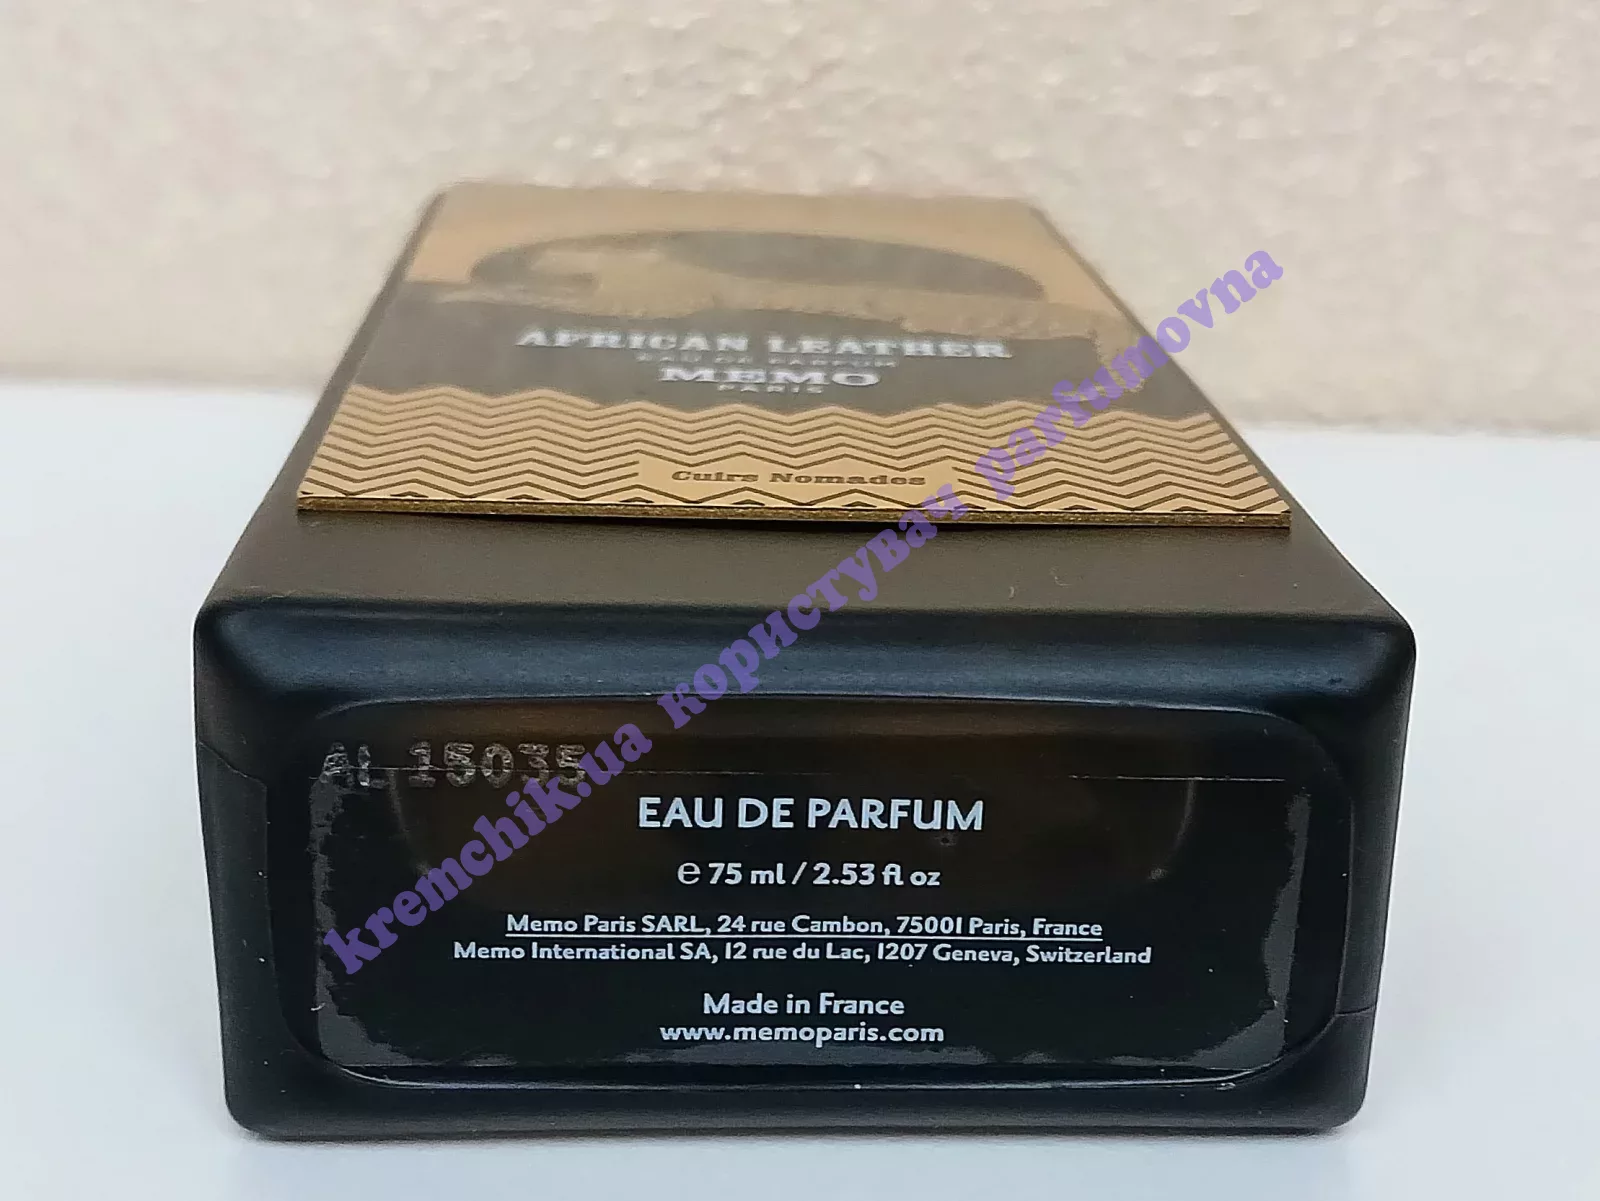 AFRICAN LEATHER
EAU DE PARFUM
MEMO
PARIS
Cuirs Nomades
kremchik.ua користувач parfumovna
AL 15035
EAU DE PARFUM
℮ 75 ml / 2.53 fl oz
Memo Paris SARL, 24 rue Cambon, 75001 Paris, France
Memo International SA, 12 rue du Lac, 1207 Geneva, Switzerland
Made in France
www.memoparis.com